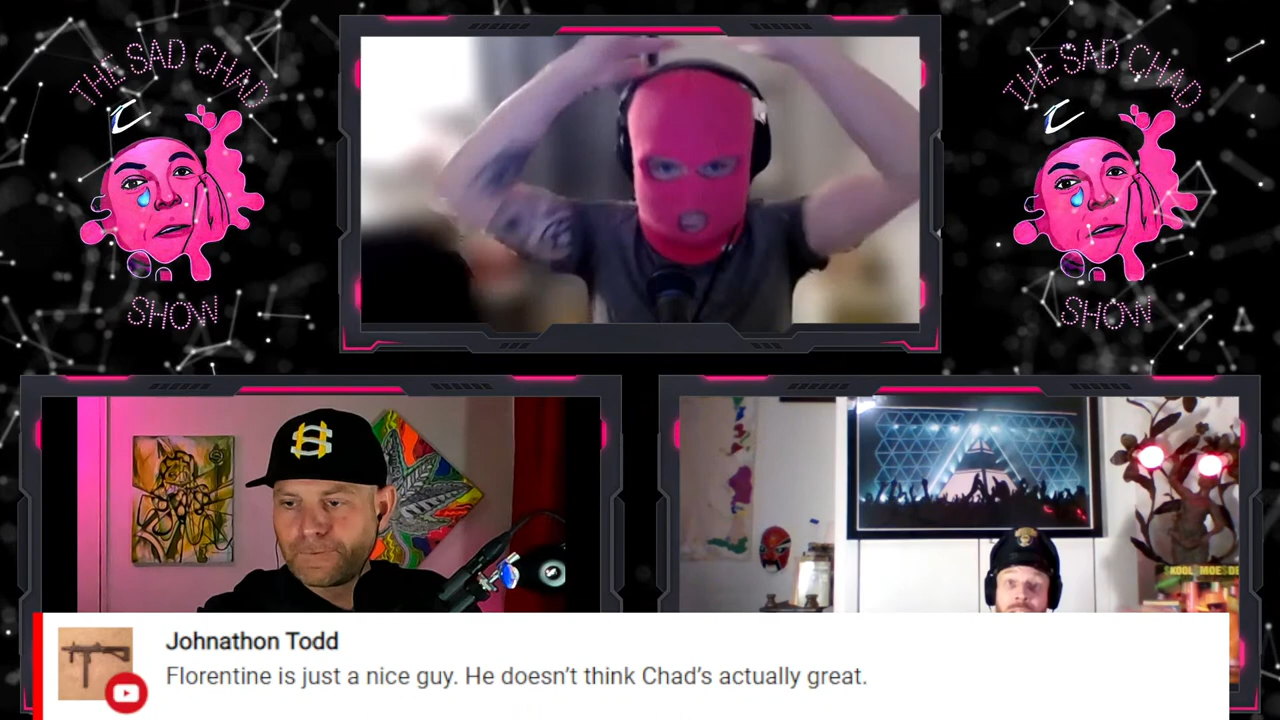 THE SAD CHAD
SHOW
THE SAD CHAD
SHOW
KOOL MOE DE
Johnathon Todd
Florentine is just a nice guy. He doesn’t think Chad’s actually great.